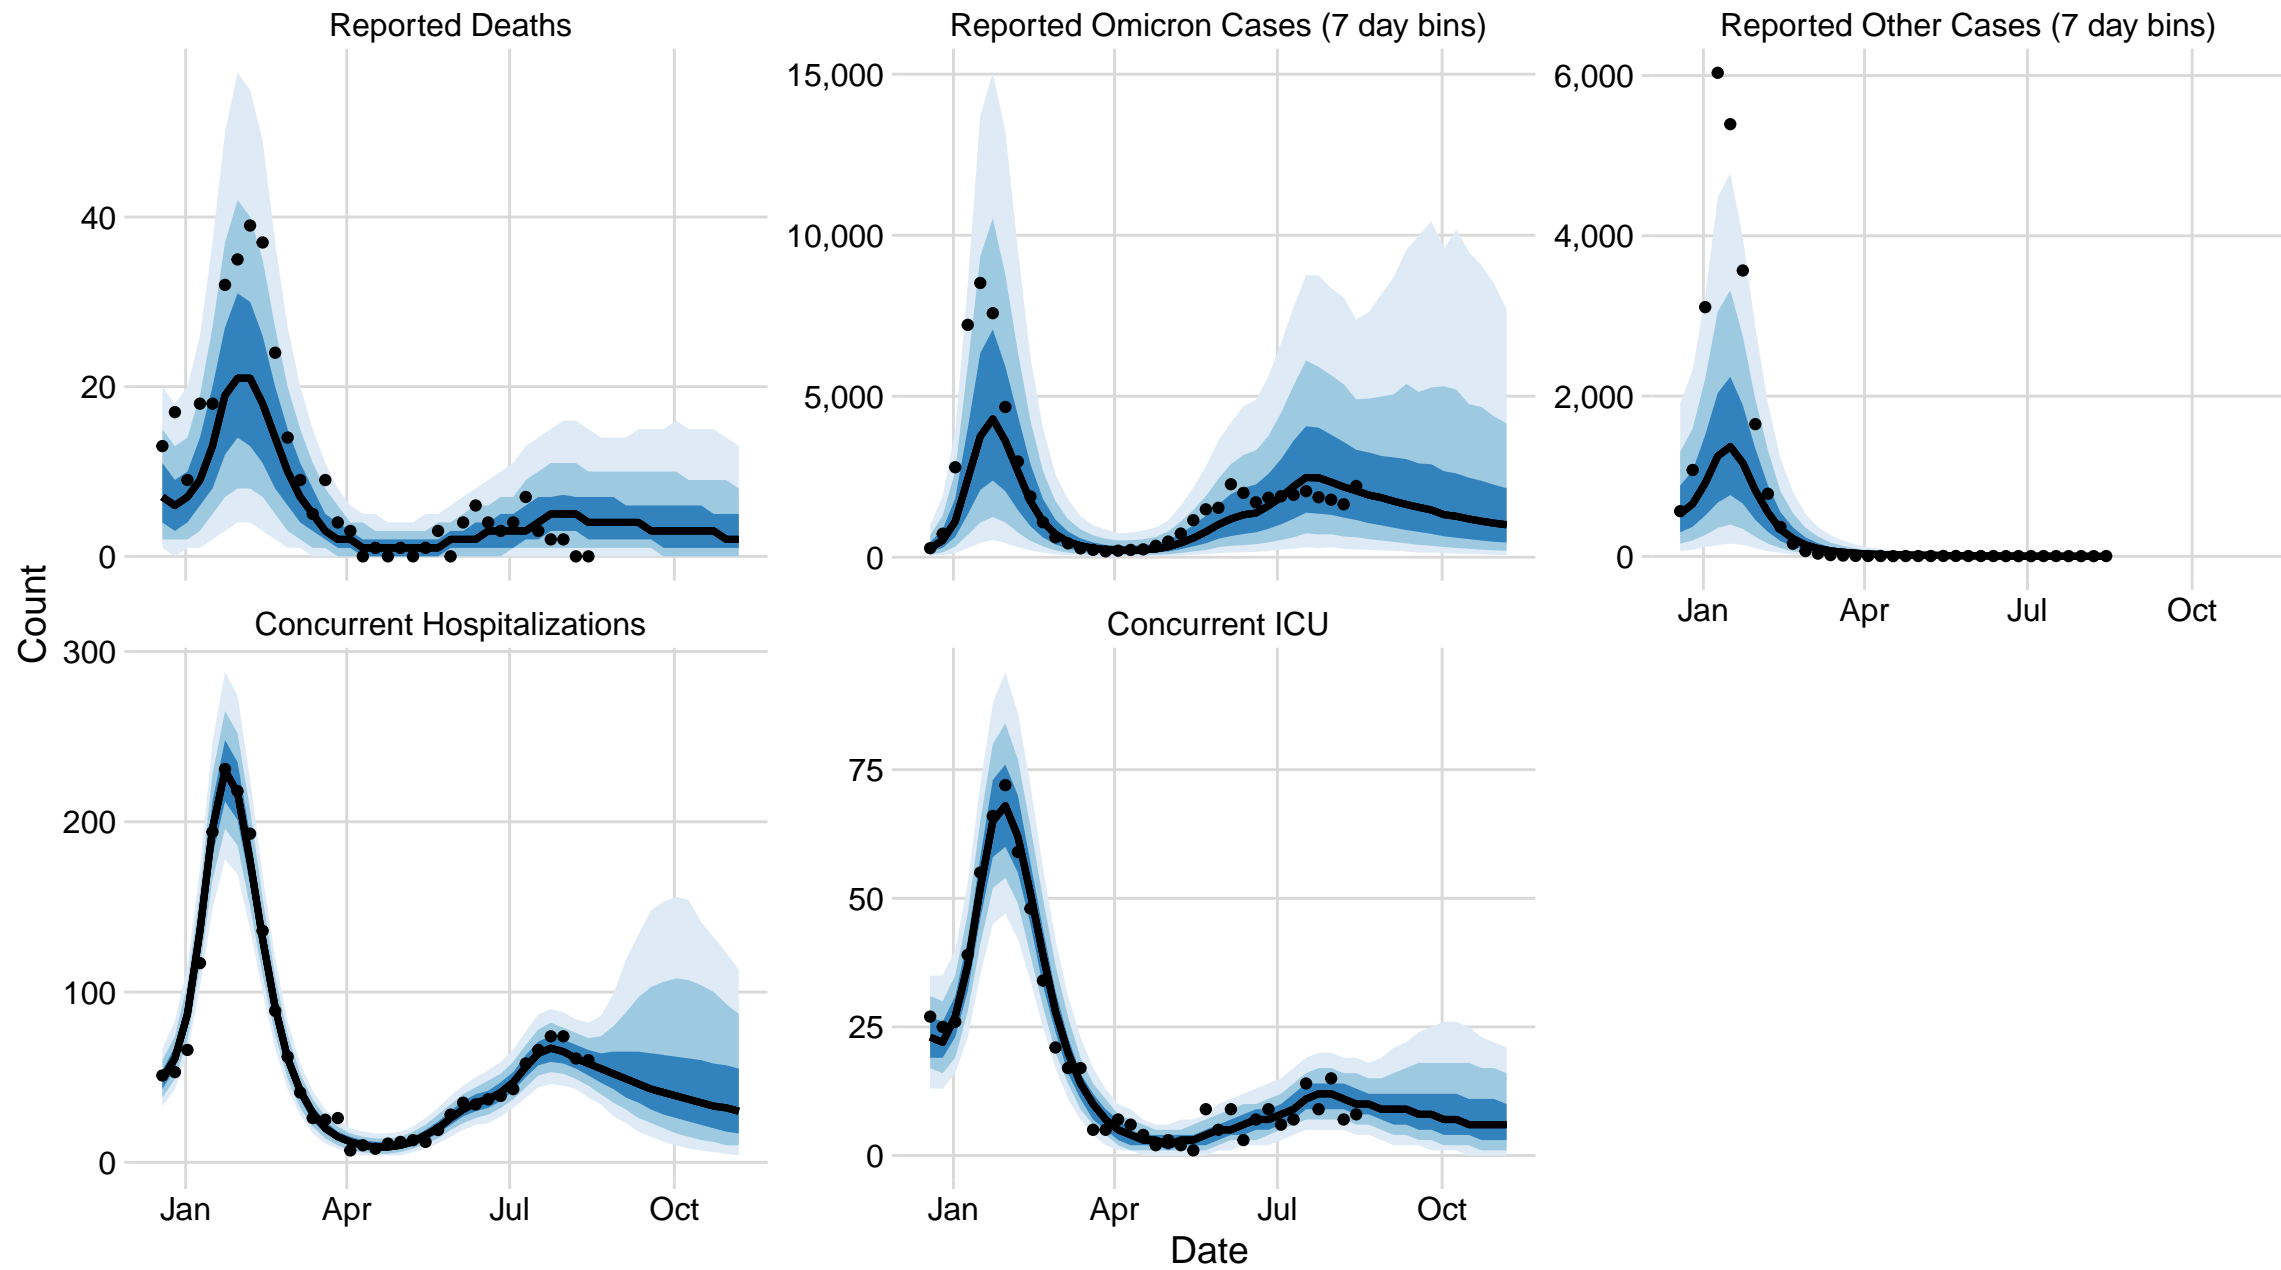 Reported Deaths
Reported Omicron Cases (7 day bins)
Reported Other Cases (7 day bins)
40
20
0
15,000
10,000
5,000
0
6,000
4,000
2,000
0
Jan Apr Jul Oct
Count
Concurrent Hospitalizations
Concurrent ICU
300
200
100
0
75
50
25
0
Jan Apr Jul Oct
Jan Apr Jul Oct
Date